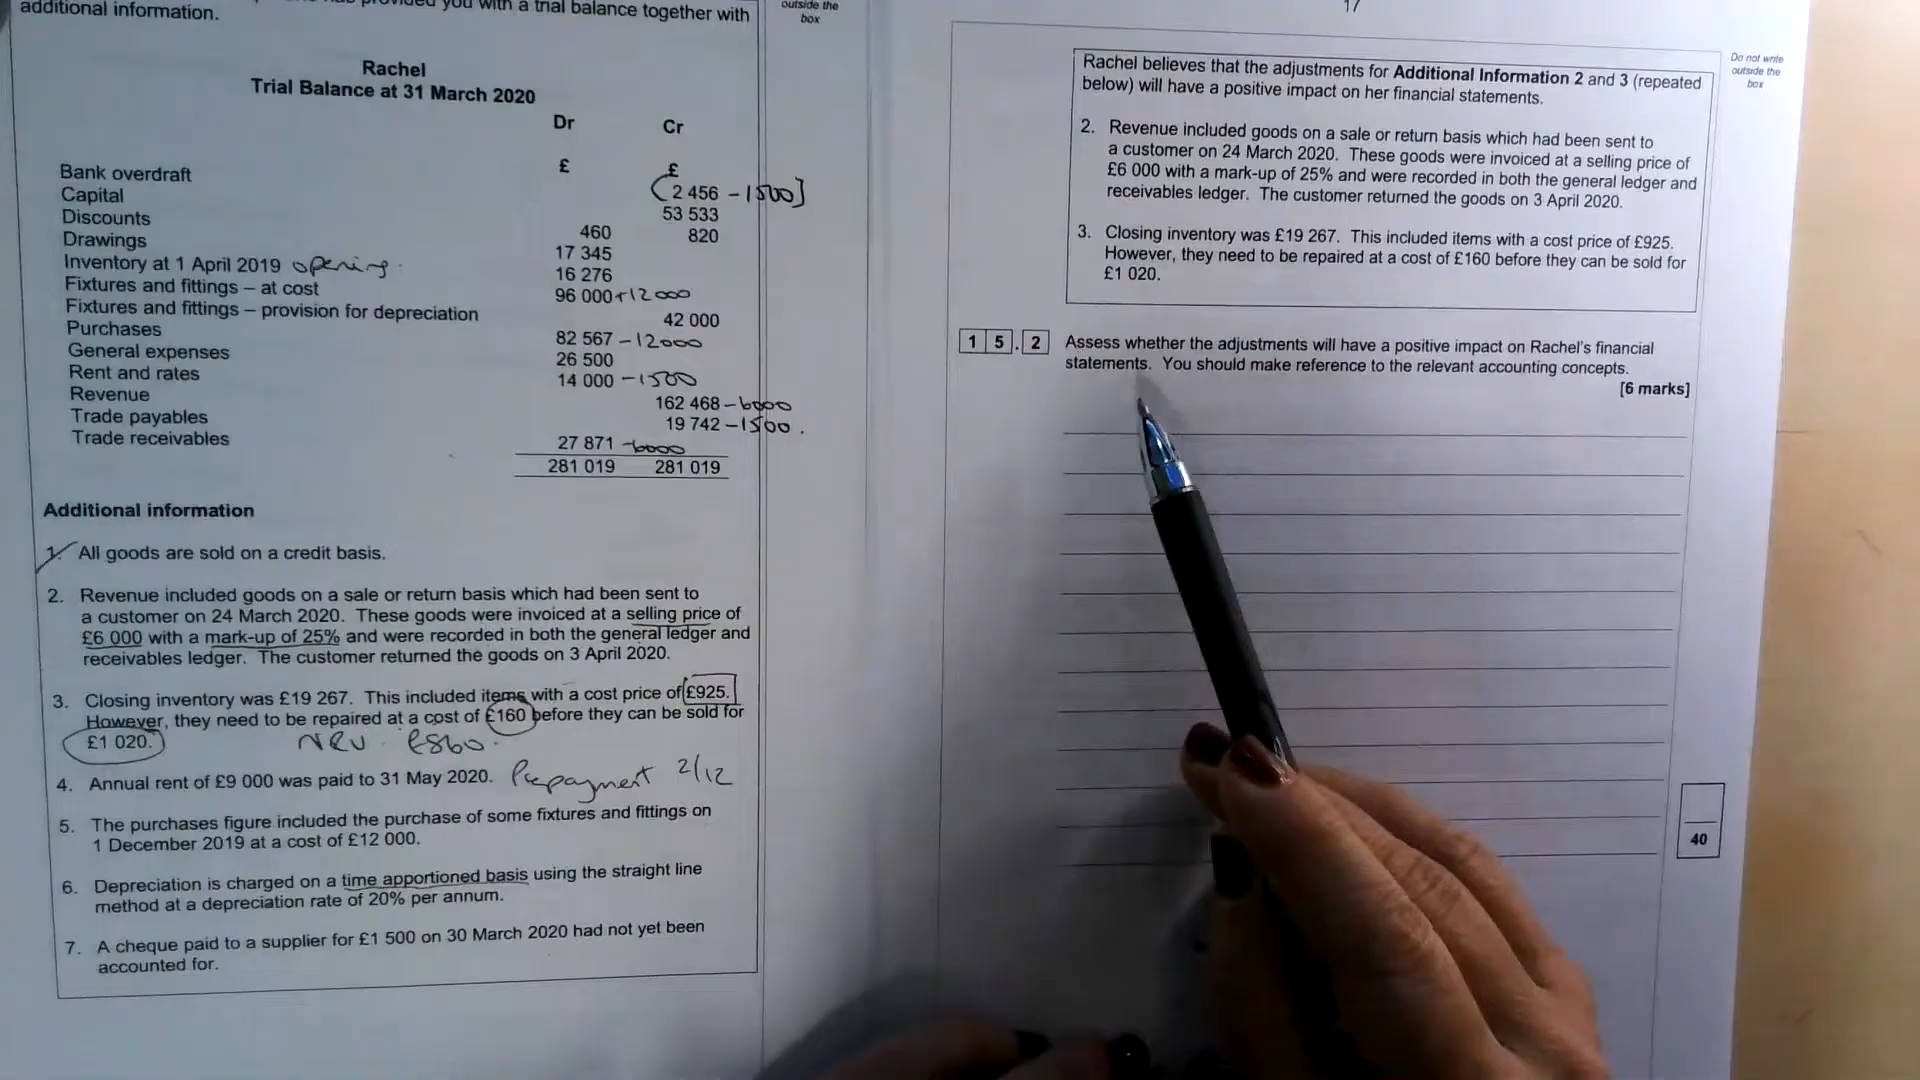 you with a trial balance together with
additional information.
outside the
box
Rachel
Trial Balance at 31 March 2020
Dr Cr
£ £
Bank overdraft (2 456 – 1500]
Capital 53 533
Discounts 460 820
Drawings 17 345
Inventory at 1 April 2019 opening. 16 276
Fixtures and fittings – at cost 96 000 + 12000
Fixtures and fittings – provision for depreciation 42 000
Purchases 82 567 – 12000
General expenses 26 500
Rent and rates 14 000 – 1500
Revenue 162 468 – 6000
Trade payables 19 742 – 1500.
Trade receivables 27 871 – 6000
281 019 281 019
Additional information
1. All goods are sold on a credit basis.
2. Revenue included goods on a sale or return basis which had been sent to
a customer on 24 March 2020. These goods were invoiced at a selling price of
£6 000 with a mark-up of 25% and were recorded in both the general ledger and
receivables ledger. The customer returned the goods on 3 April 2020.
3. Closing inventory was £19 267. This included items with a cost price of £925.
However, they need to be repaired at a cost of £160 before they can be sold for
£1 020. NRV. £860.
4. Annual rent of £9 000 was paid to 31 May 2020. Prepayment 2/12
5. The purchases figure included the purchase of some fixtures and fittings on
1 December 2019 at a cost of £12 000.
6. Depreciation is charged on a time apportioned basis using the straight line
method at a depreciation rate of 20% per annum.
7. A cheque paid to a supplier for £1 500 on 30 March 2020 had not yet been
accounted for.
17
Do not write
outside the
box
Rachel believes that the adjustments for Additional Information 2 and 3 (repeated
below) will have a positive impact on her financial statements.
2. Revenue included goods on a sale or return basis which had been sent to
a customer on 24 March 2020. These goods were invoiced at a selling price of
£6 000 with a mark-up of 25% and were recorded in both the general ledger and
receivables ledger. The customer returned the goods on 3 April 2020.
3. Closing inventory was £19 267. This included items with a cost price of £925.
However, they need to be repaired at a cost of £160 before they can be sold for
£1 020.
1 5 . 2 Assess whether the adjustments will have a positive impact on Rachel's financial
statements. You should make reference to the relevant accounting concepts.
[6 marks]
40